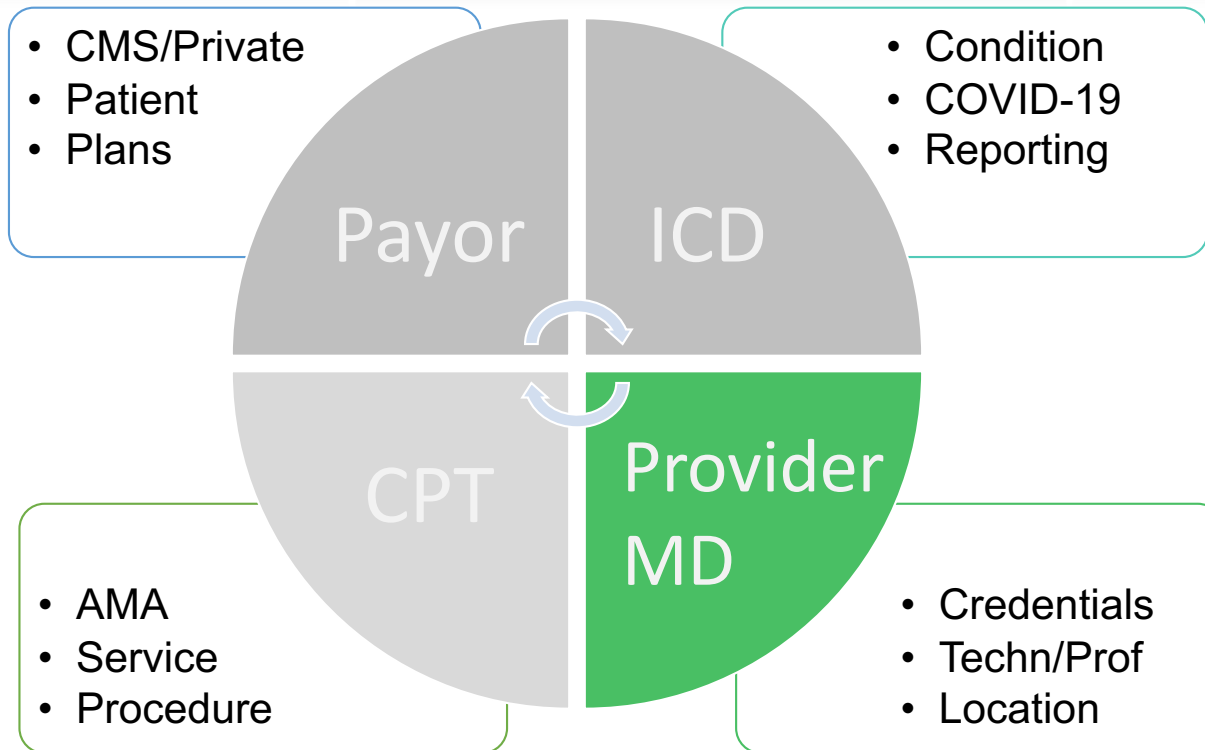 • CMS/Private
• Patient
• Plans
Payor
ICD
• Condition
• COVID-19
• Reporting
CPT
Provider
MD
• AMA
• Service
• Procedure
• Credentials
• Techn/Prof
• Location